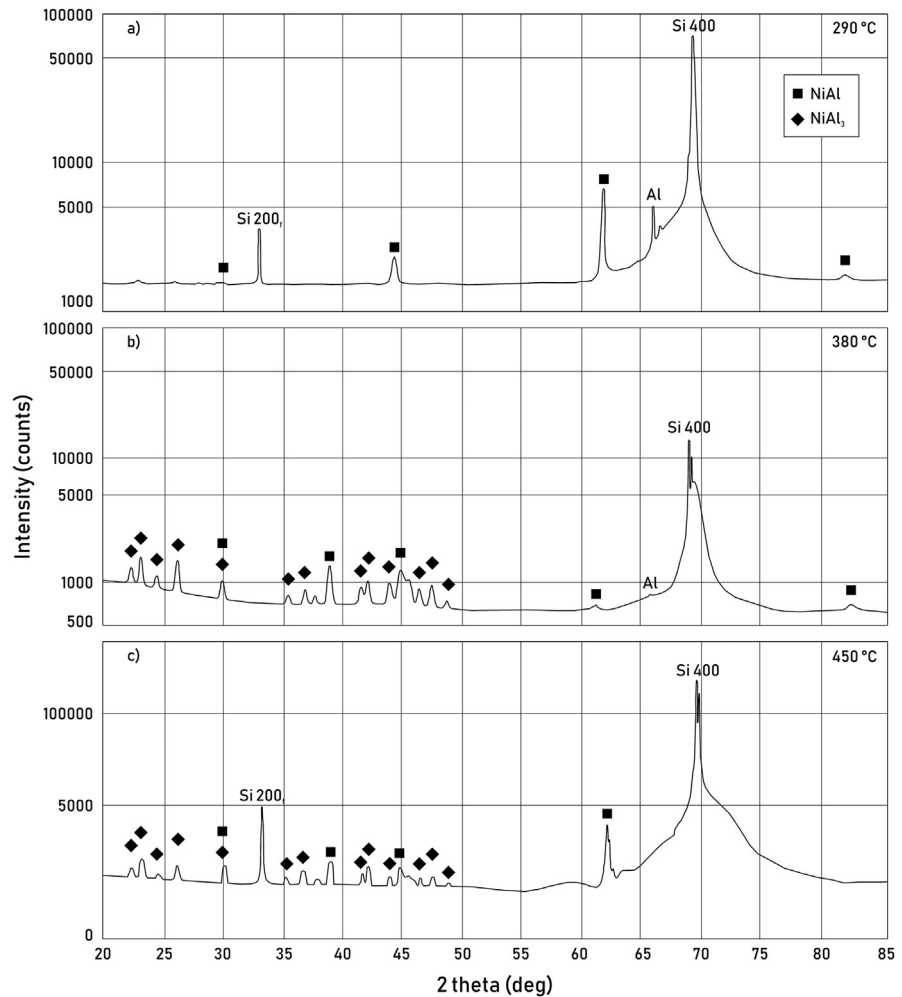 Intensity (counts)
a)
290 °C
100000
50000
10000
5000
1000
Si 200f
Al
Si 400
NiAl
NiAl₃
b)
380 °C
100000
50000
10000
5000
1000
500
Al
Si 400
c)
450 °C
100000
5000
0
Si 200f
Si 400
20 25 30 35 40 45 50 55 60 65 70 75 80 85
2 theta (deg)